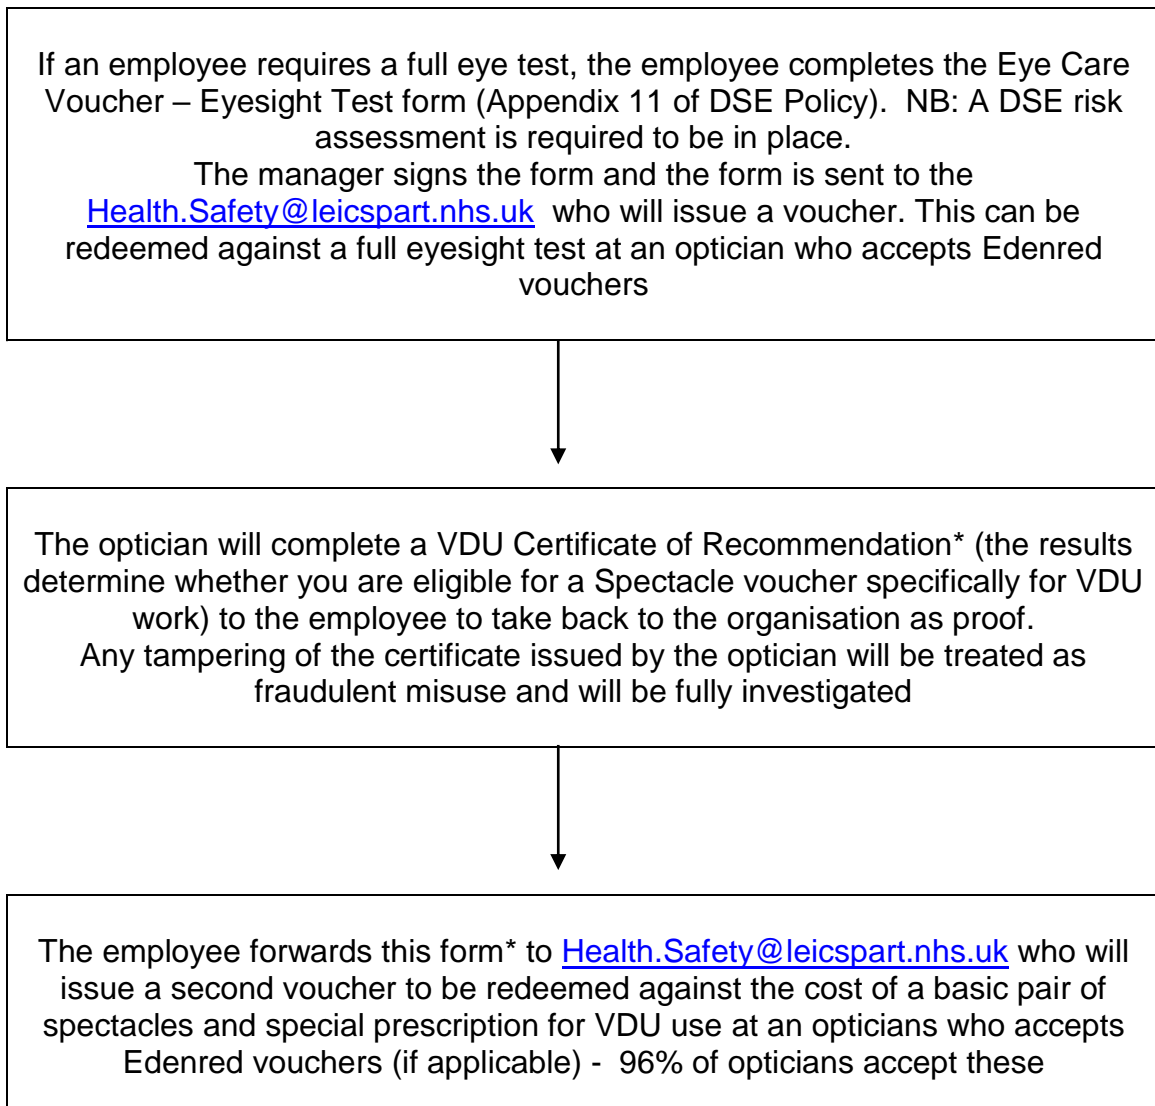 If an employee requires a full eye test, the employee completes the Eye Care
Voucher – Eyesight Test form (Appendix 11 of DSE Policy).  NB: A DSE risk
assessment is required to be in place.
The manager signs the form and the form is sent to the
Health.Safety@leicspart.nhs.uk  who will issue a voucher. This can be
redeemed against a full eyesight test at an optician who accepts Edenred
vouchers
The optician will complete a VDU Certificate of Recommendation* (the results
determine whether you are eligible for a Spectacle voucher specifically for VDU
work) to the employee to take back to the organisation as proof.
Any tampering of the certificate issued by the optician will be treated as
fraudulent misuse and will be fully investigated
The employee forwards this form* to Health.Safety@leicspart.nhs.uk who will
issue a second voucher to be redeemed against the cost of a basic pair of
spectacles and special prescription for VDU use at an opticians who accepts
Edenred vouchers (if applicable) -  96% of opticians accept these